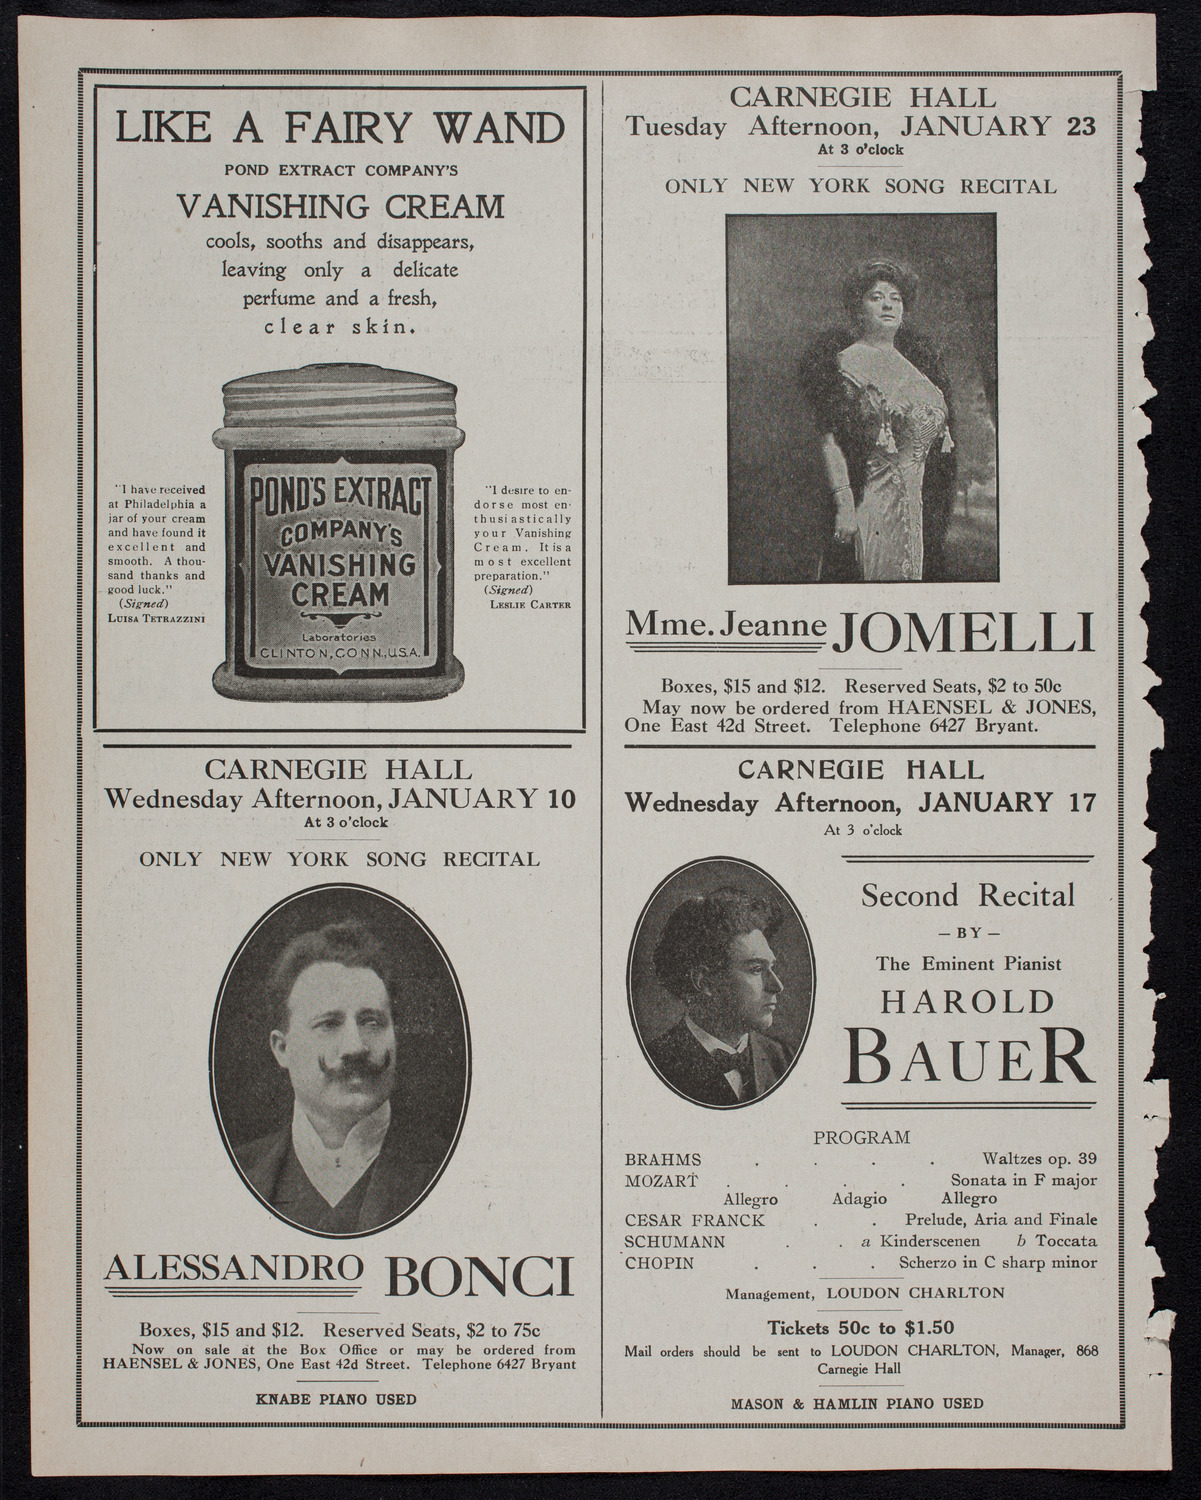 LIKE A FAIRY WAND
POND EXTRACT COMPANY'S
VANISHING CREAM
cools, sooths and disappears,
leaving only a delicate
perfume and a fresh,
clear skin.
"I have received
at Philadelphia a
jar of your cream
and have found it
excellent and
smooth. A thou-
sand thanks and
good luck."
(Signed)
LUISA TETRAZZINI
POND'S EXTRACT
COMPANY'S
VANISHING
CREAM
Laboratories
CLINTON, CONN., U.S.A.
"I desire to en-
dorse most en-
thusiastically
your Vanishing
Cream. It is a
most excellent
preparation."
(Signed)
LESLIE CARTER
CARNEGIE HALL
Wednesday Afternoon, JANUARY 10
At 3 o'clock
ONLY NEW YORK SONG RECITAL
ALESSANDRO BONCI
Boxes, $15 and $12. Reserved Seats, $2 to 75c
Now on sale at the Box Office or may be ordered from
HAENSEL & JONES, One East 42d Street. Telephone 6427 Bryant
KNABE PIANO USED
CARNEGIE HALL
Tuesday Afternoon, JANUARY 23
At 3 o'clock
ONLY NEW YORK SONG RECITAL
Mme. Jeanne JOMELLI
Boxes, $15 and $12. Reserved Seats, $2 to 50c
May now be ordered from HAENSEL & JONES,
One East 42d Street. Telephone 6427 Bryant.
CARNEGIE HALL
Wednesday Afternoon, JANUARY 17
At 3 o'clock
Second Recital
— BY —
The Eminent Pianist
HAROLD
BAUER
PROGRAM
BRAHMS . . . . Waltzes op. 39
MOZART . . . . Sonata in F major
Allegro Adagio Allegro
CESAR FRANCK . . Prelude, Aria and Finale
SCHUMANN . . a Kinderscenen b Toccata
CHOPIN . . . Scherzo in C sharp minor
Management, LOUDON CHARLTON
Tickets 50c to $1.50
Mail orders should be sent to LOUDON CHARLTON, Manager, 868
Carnegie Hall
MASON & HAMLIN PIANO USED